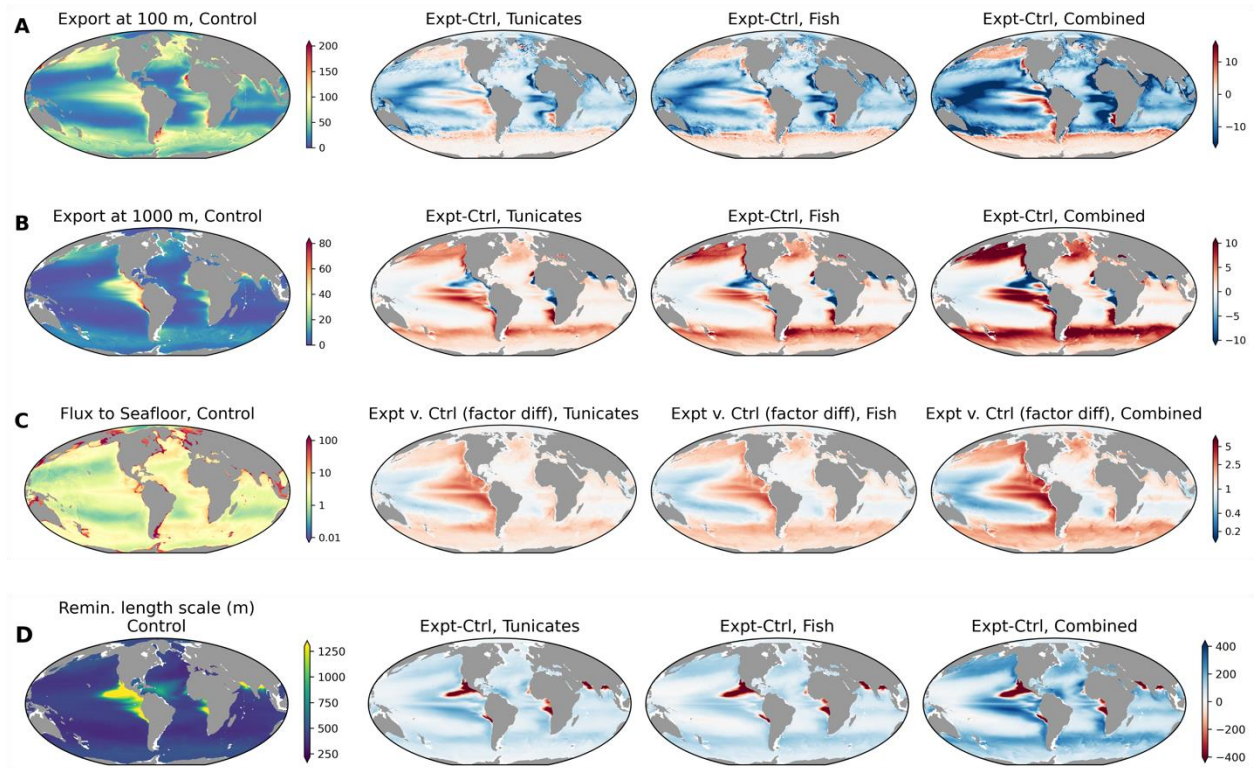 A
Export at 100 m, Control
Expt-Ctrl, Tunicates
Expt-Ctrl, Fish
Expt-Ctrl, Combined
200
150
100
50
0
10
0
−10
B
Export at 1000 m, Control
Expt-Ctrl, Tunicates
Expt-Ctrl, Fish
Expt-Ctrl, Combined
80
60
40
20
0
10
5
0
−5
−10
C
Flux to Seafloor, Control
Expt v. Ctrl (factor diff), Tunicates
Expt v. Ctrl (factor diff), Fish
Expt v. Ctrl (factor diff), Combined
100
10
1
0.01
5
2.5
1
0.4
0.2
D
Remin. length scale (m)
Control
Expt-Ctrl, Tunicates
Expt-Ctrl, Fish
Expt-Ctrl, Combined
1250
1000
750
500
250
400
200
0
−200
−400